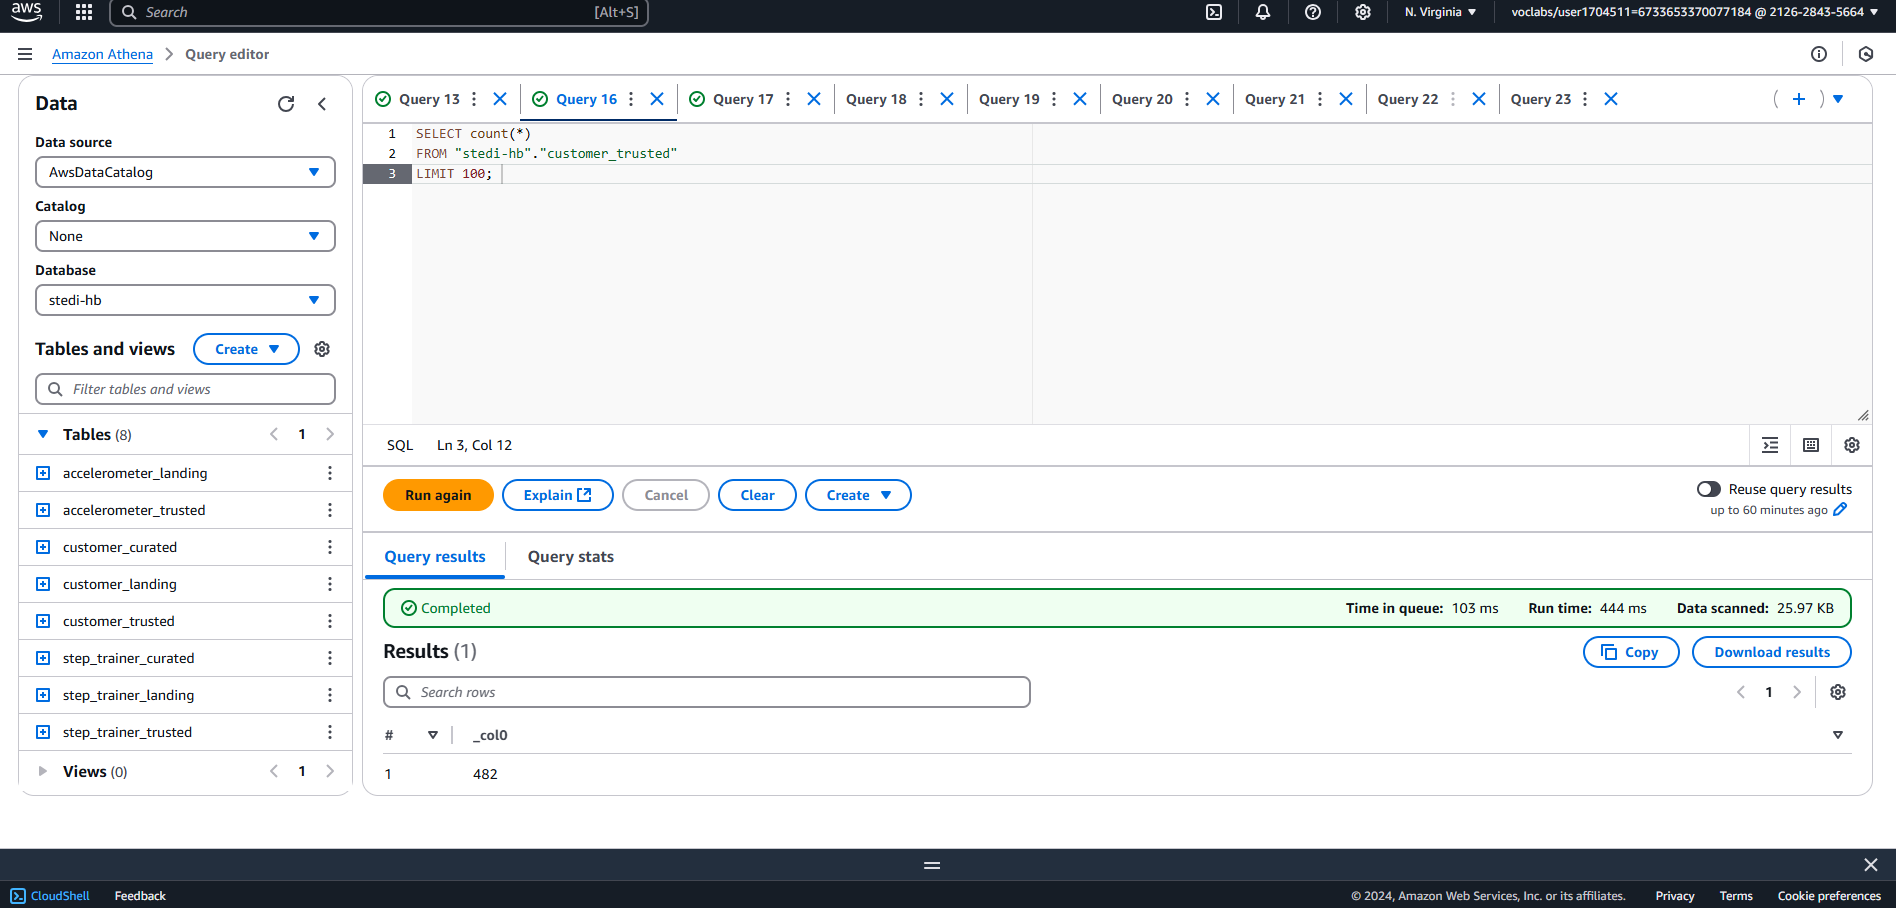 aws
Search [Alt+S]
N. Virginia voclabs/user1704511=6733653370077184 @ 2126-2843-5664
Amazon Athena Query editor
Data
Data source
AwsDataCatalog
Catalog
None
Database
stedi-hb
Tables and views Create
Filter tables and views
Tables (8) 1
accelerometer_landing
accelerometer_trusted
customer_curated
customer_landing
customer_trusted
step_trainer_curated
step_trainer_landing
step_trainer_trusted
Views (0) 1
Query 13 Query 16 Query 17 Query 18 Query 19 Query 20 Query 21 Query 22 Query 23
1 SELECT count(*)
2 FROM "stedi-hb"."customer_trusted"
3 LIMIT 100;
SQL Ln 3, Col 12
Run again Explain Cancel Clear Create
Reuse query results
up to 60 minutes ago
Query results Query stats
Completed Time in queue: 103 ms Run time: 444 ms Data scanned: 25.97 KB
Results (1) Copy Download results
Search rows 1
# _col0
1 482
CloudShell Feedback © 2024, Amazon Web Services, Inc. or its affiliates. Privacy Terms Cookie preferences